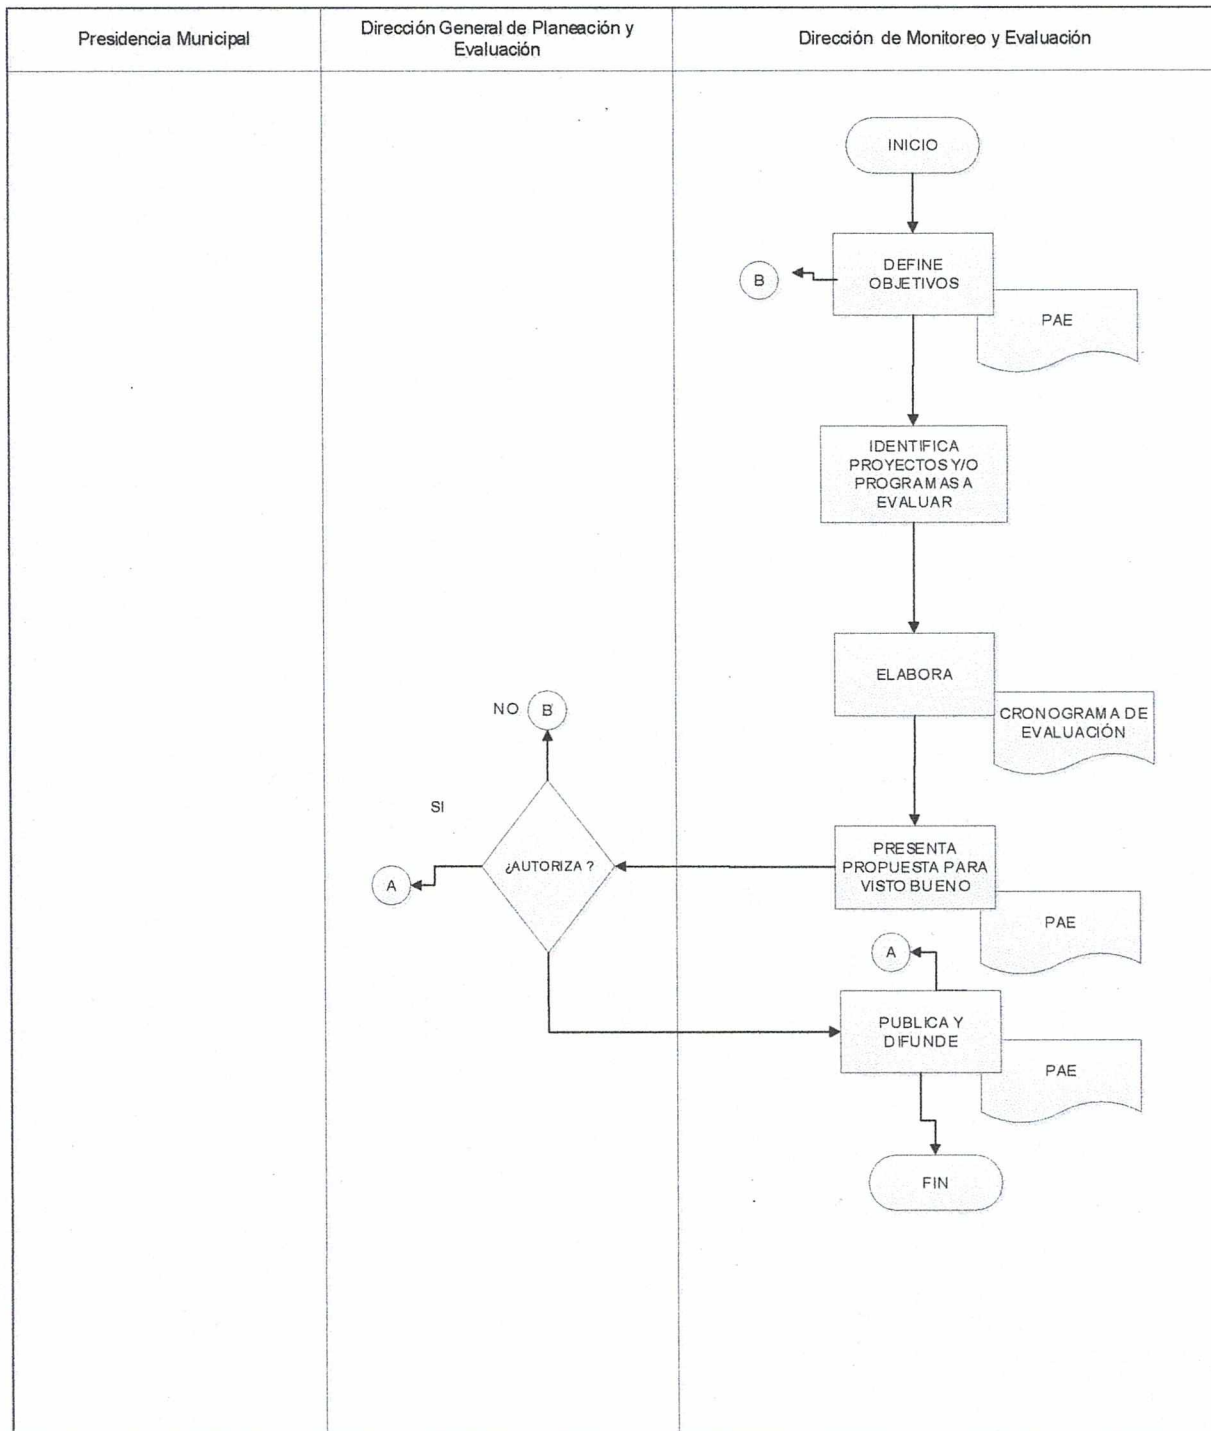 Presidencia Municipal
Dirección General de Planeación y
Evaluación
Dirección de Monitoreo y Evaluación
INICIO
DEFINE
OBJETIVOS
B
PAE
IDENTIFICA
PROYECTOS Y/O
PROGRAMAS A
EVALUAR
ELABORA
CRONOGRAMA DE
EVALUACIÓN
NO
B
SI
¿AUTORIZA?
A
PRESENTA
PROPUESTA PARA
VISTO BUENO
PAE
A
PUBLICA Y
DIFUNDE
PAE
FIN